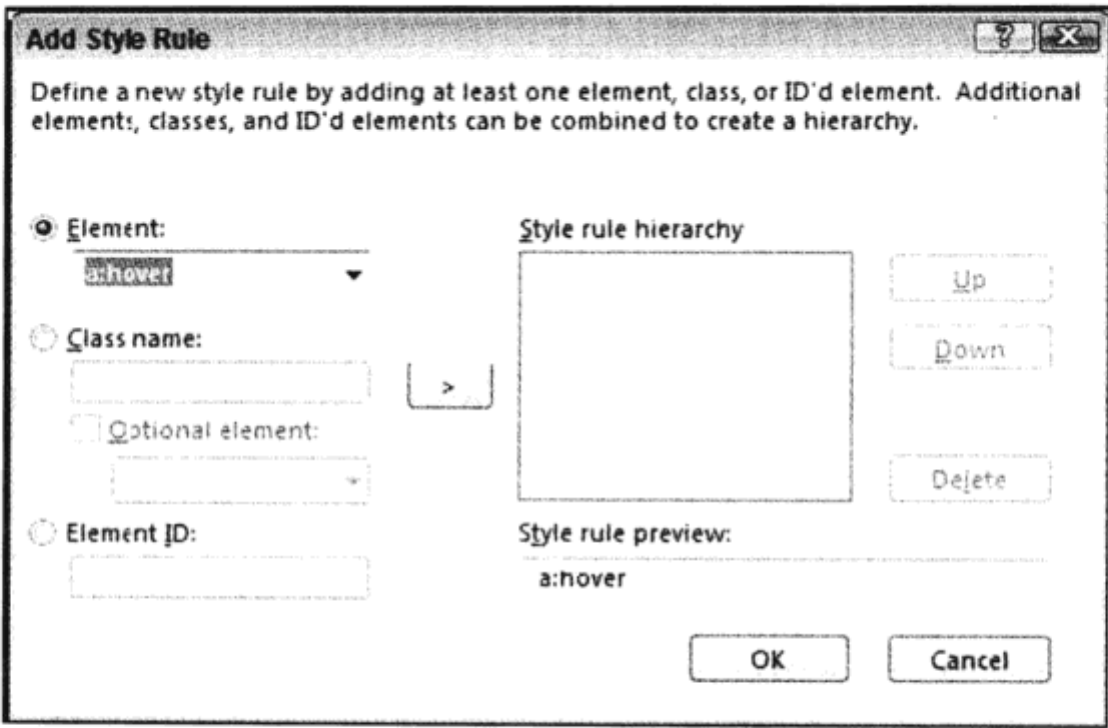 Add Style Rule
?
Define a new style rule by adding at least one element, class, or ID'd element. Additional
elements, classes, and ID'd elements can be combined to create a hierarchy.
Element:
a:hover
Class name:
Optional element:
Element ID:
>
Style rule hierarchy
Up
Down
Delete
Style rule preview:
a:hover
OK
Cancel